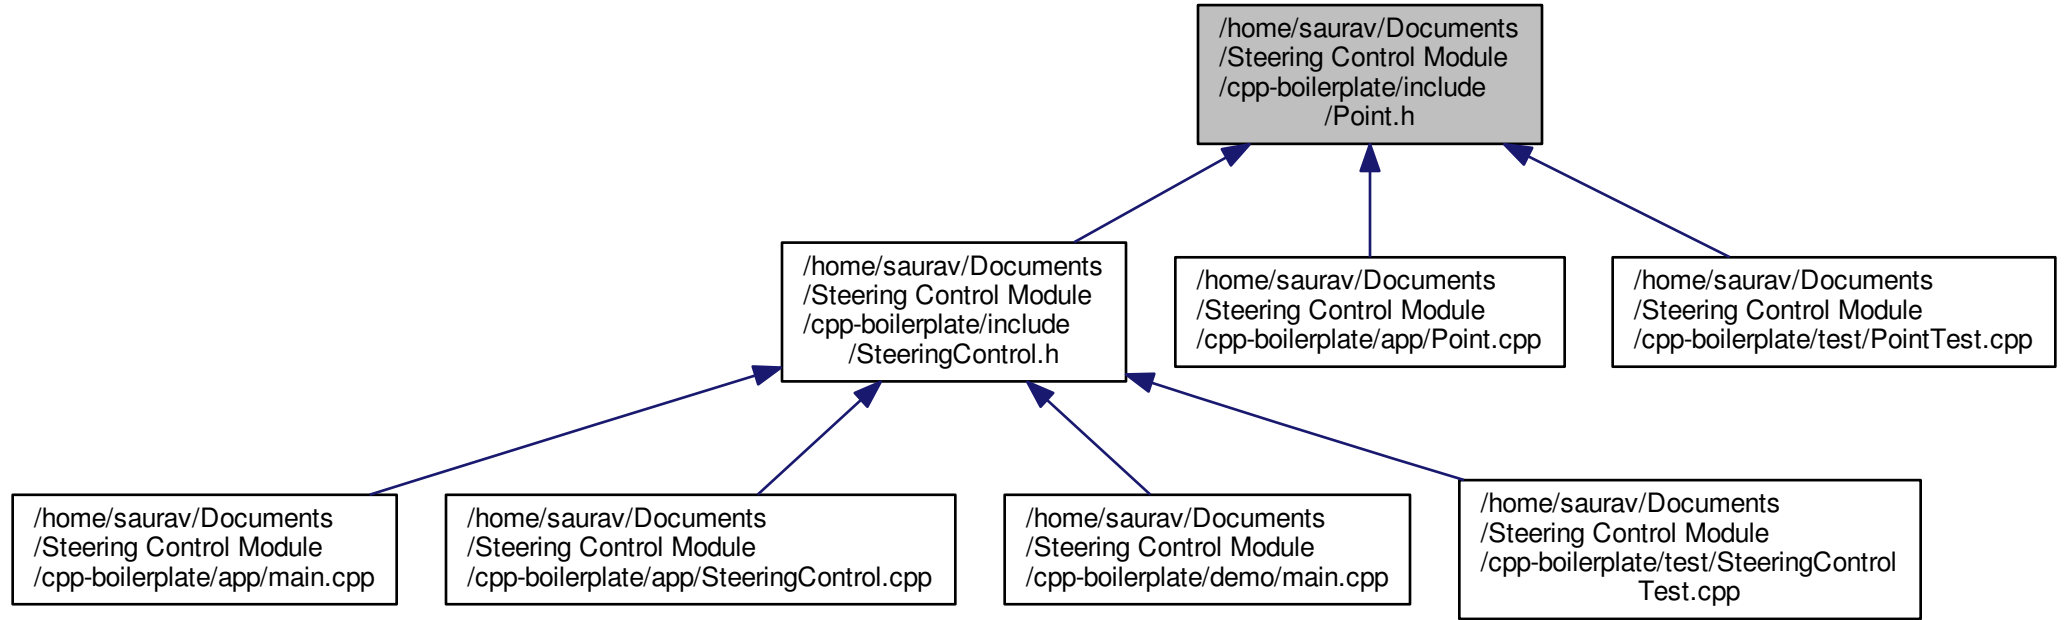 /home/saurav/Documents
/Steering Control Module
/cpp-boilerplate/include
/Point.h
/home/saurav/Documents
/Steering Control Module
/cpp-boilerplate/include
/SteeringControl.h
/home/saurav/Documents
/Steering Control Module
/cpp-boilerplate/app/Point.cpp
/home/saurav/Documents
/Steering Control Module
/cpp-boilerplate/test/PointTest.cpp
/home/saurav/Documents
/Steering Control Module
/cpp-boilerplate/app/main.cpp
/home/saurav/Documents
/Steering Control Module
/cpp-boilerplate/app/SteeringControl.cpp
/home/saurav/Documents
/Steering Control Module
/cpp-boilerplate/demo/main.cpp
/home/saurav/Documents
/Steering Control Module
/cpp-boilerplate/test/SteeringControl
Test.cpp